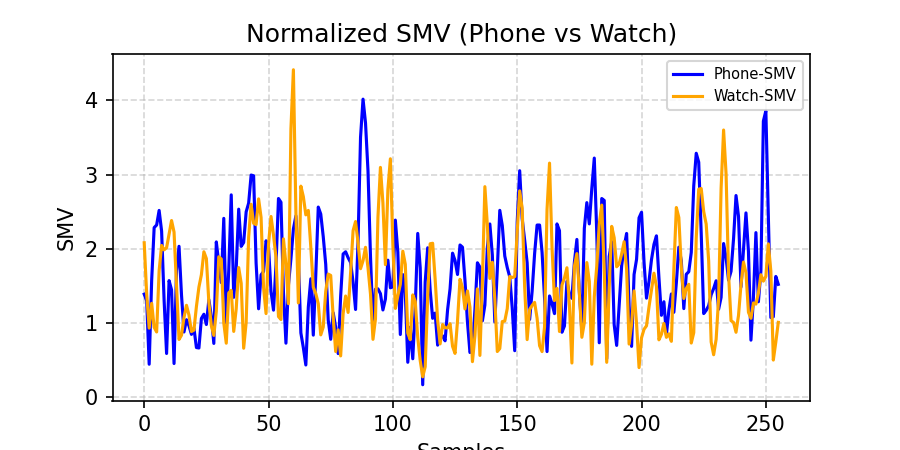 Normalized SMV (Phone vs Watch)
Phone-SMV
Watch-SMV
SMV
4
3
2
1
0
0 50 100 150 200 250
Samples